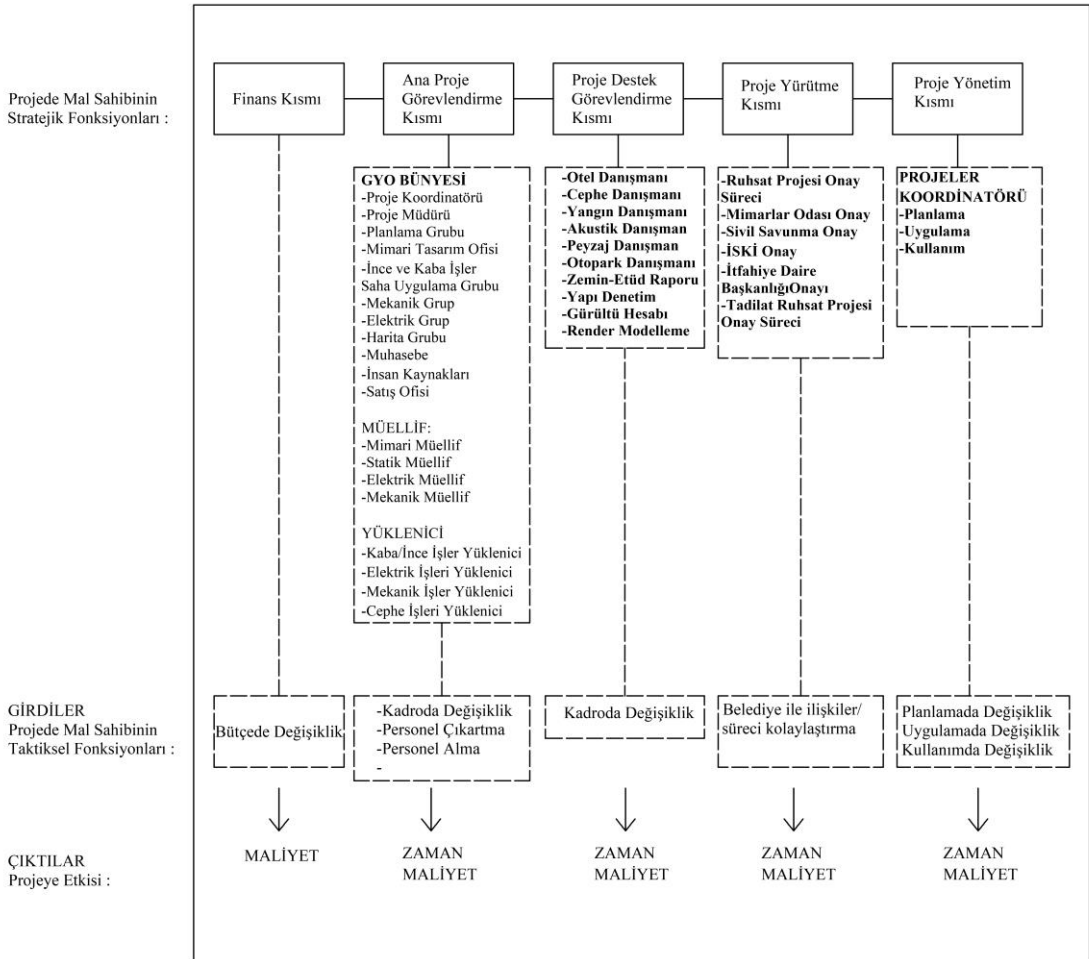 Projede Mal Sahibinin
Stratejik Fonksiyonları :
Finans Kısmı
Ana Proje
Görevlendirme
Kısmı
Proje Destek
Görevlendirme
Kısmı
Proje Yürütme
Kısmı
Proje Yönetim
Kısmı
GYO BÜNYESİ
-Proje Koordinatörü
-Proje Müdürü
-Planlama Grubu
-Mimari Tasarım Ofisi
-İnce ve Kaba İşler
Saha Uygulama Grubu
-Mekanik Grup
-Elektrik Grup
-Harita Grubu
-Muhasebe
-İnsan Kaynakları
-Satış Ofisi
MÜELLİF:
-Mimari Müellif
-Statik Müellif
-Elektrik Müellif
-Mekanik Müellif
YÜKLENİCİ
-Kaba/İnce İşler Yüklenici
-Elektrik İşleri Yüklenici
-Mekanik İşler Yüklenici
-Cephe İşleri Yüklenici
-Otel Danışmanı
-Cephe Danışmanı
-Yangın Danışmanı
-Akustik Danışman
-Peyzaj Danışman
-Otopark Danışmanı
-Zemin-Etüd Raporu
-Yapı Denetim
-Gürültü Hesabı
-Render Modelleme
-Ruhsat Projesi Onay
Süreci
-Mimarlar Odası Onay
-Sivil Savunma Onay
-İSKİ Onay
-İtfahiye Daire
BaşkanlığıOnayı
-Tadilat Ruhsat Projesi
Onay Süreci
PROJELER
KOORDİNATÖRÜ
-Planlama
-Uygulama
-Kullanım
GİRDİLER
Projede Mal Sahibinin
Taktiksel Fonksiyonları :
Bütçede Değişiklik
-Kadroda Değişiklik
-Personel Çıkartma
-Personel Alma
-
Kadroda Değişiklik
Belediye ile ilişkiler/
süreci kolaylaştırma
Planlamada Değişiklik
Uygulamada Değişiklik
Kullanımda Değişiklik
ÇIKTILAR
Projeye Etkisi :
MALİYET
ZAMAN
MALİYET
ZAMAN
MALİYET
ZAMAN
MALİYET
ZAMAN
MALİYET